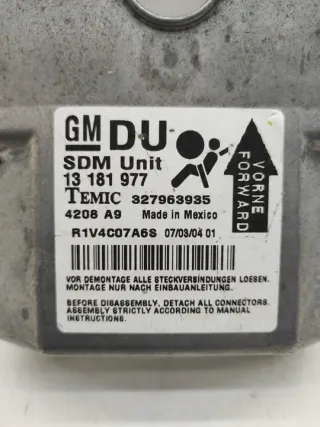 GM DU
SDM Unit
13 181 977
TEMIC 327963935
4208 A9 Made in Mexico
R1V4C07A6S 07/03/04 01
VORNE
FORWARD
VOR DEMONTAGE ALLE STECKVERBINDUNGEN LOESEN.
MONTAGE NUR NACH EINBAUANLEITUNG.
BEFORE DISASSEMBLY, DETACH ALL CONNECTORS.
ASSEMBLY STRICTLY ACCORDING TO MANUAL
INSTRUCTIONS.